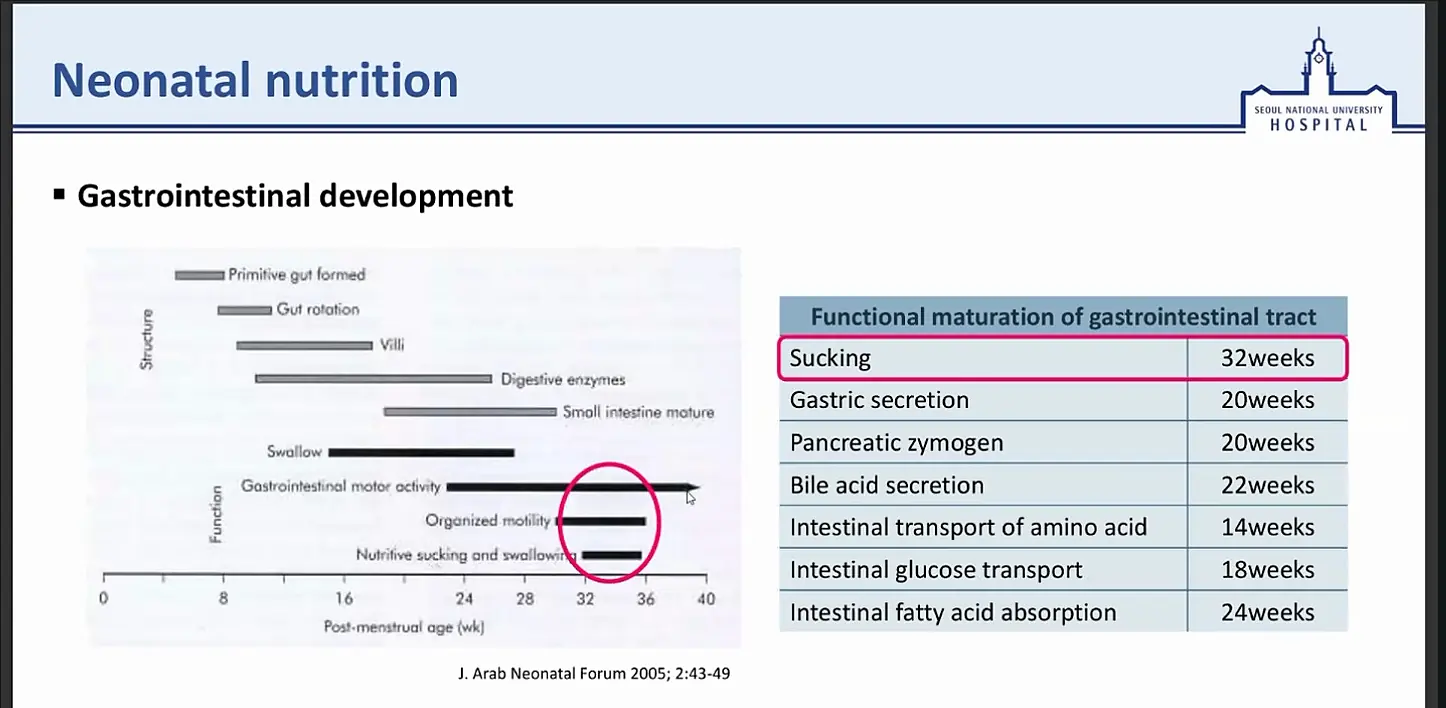 Neonatal nutrition
SEOUL NATIONAL UNIVERSITY
HOSPITAL
▪ Gastrointestinal development
Structure
Primitive gut formed
Gut rotation
Villi
Digestive enzymes
Small intestine mature
Function
Swallow
Gastrointestinal motor activity
Organized motility
Nutritive sucking and swallowing
0 8 16 24 28 32 36 40
Post-menstrual age (wk)
J. Arab Neonatal Forum 2005; 2:43-49
Functional maturation of gastrointestinal tract
Sucking 32weeks
Gastric secretion 20weeks
Pancreatic zymogen 20weeks
Bile acid secretion 22weeks
Intestinal transport of amino acid 14weeks
Intestinal glucose transport 18weeks
Intestinal fatty acid absorption 24weeks